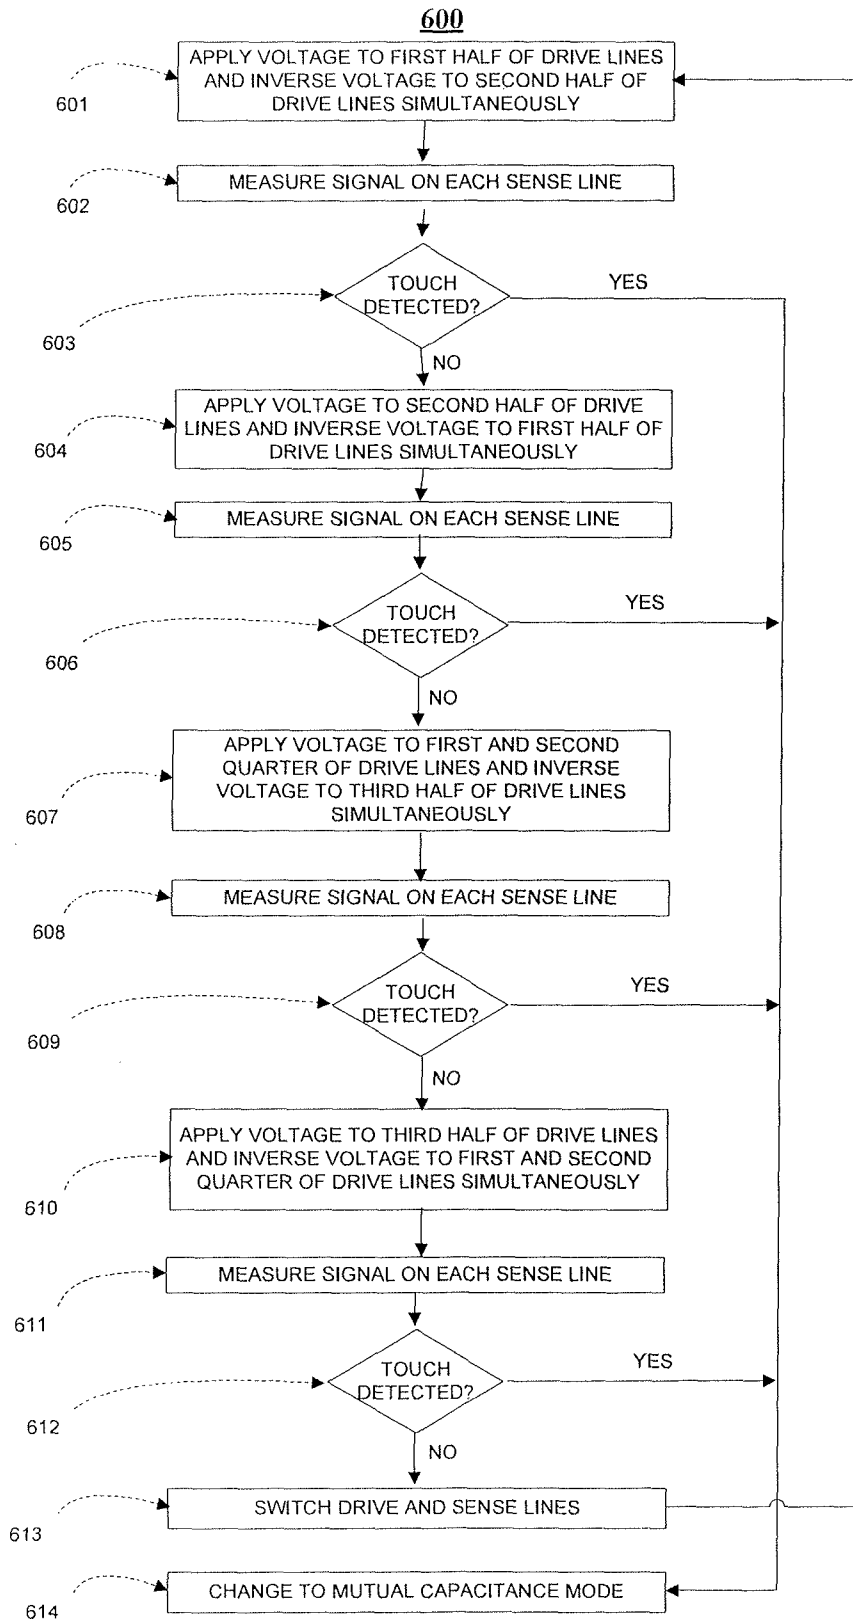 600
APPLY VOLTAGE TO FIRST HALF OF DRIVE LINES
AND INVERSE VOLTAGE TO SECOND HALF OF
DRIVE LINES SIMULTANEOUSLY
601
MEASURE SIGNAL ON EACH SENSE LINE
602
TOUCH
DETECTED?
YES
603
NO
APPLY VOLTAGE TO SECOND HALF OF DRIVE
LINES AND INVERSE VOLTAGE TO FIRST HALF OF
DRIVE LINES SIMULTANEOUSLY
604
MEASURE SIGNAL ON EACH SENSE LINE
605
TOUCH
DETECTED?
YES
606
NO
APPLY VOLTAGE TO FIRST AND SECOND
QUARTER OF DRIVE LINES AND INVERSE
VOLTAGE TO THIRD HALF OF DRIVE LINES
SIMULTANEOUSLY
607
MEASURE SIGNAL ON EACH SENSE LINE
608
TOUCH
DETECTED?
YES
609
NO
APPLY VOLTAGE TO THIRD HALF OF DRIVE LINES
AND INVERSE VOLTAGE TO FIRST AND SECOND
QUARTER OF DRIVE LINES SIMULTANEOUSLY
610
MEASURE SIGNAL ON EACH SENSE LINE
611
TOUCH
DETECTED?
YES
612
NO
SWITCH DRIVE AND SENSE LINES
613
CHANGE TO MUTUAL CAPACITANCE MODE
614